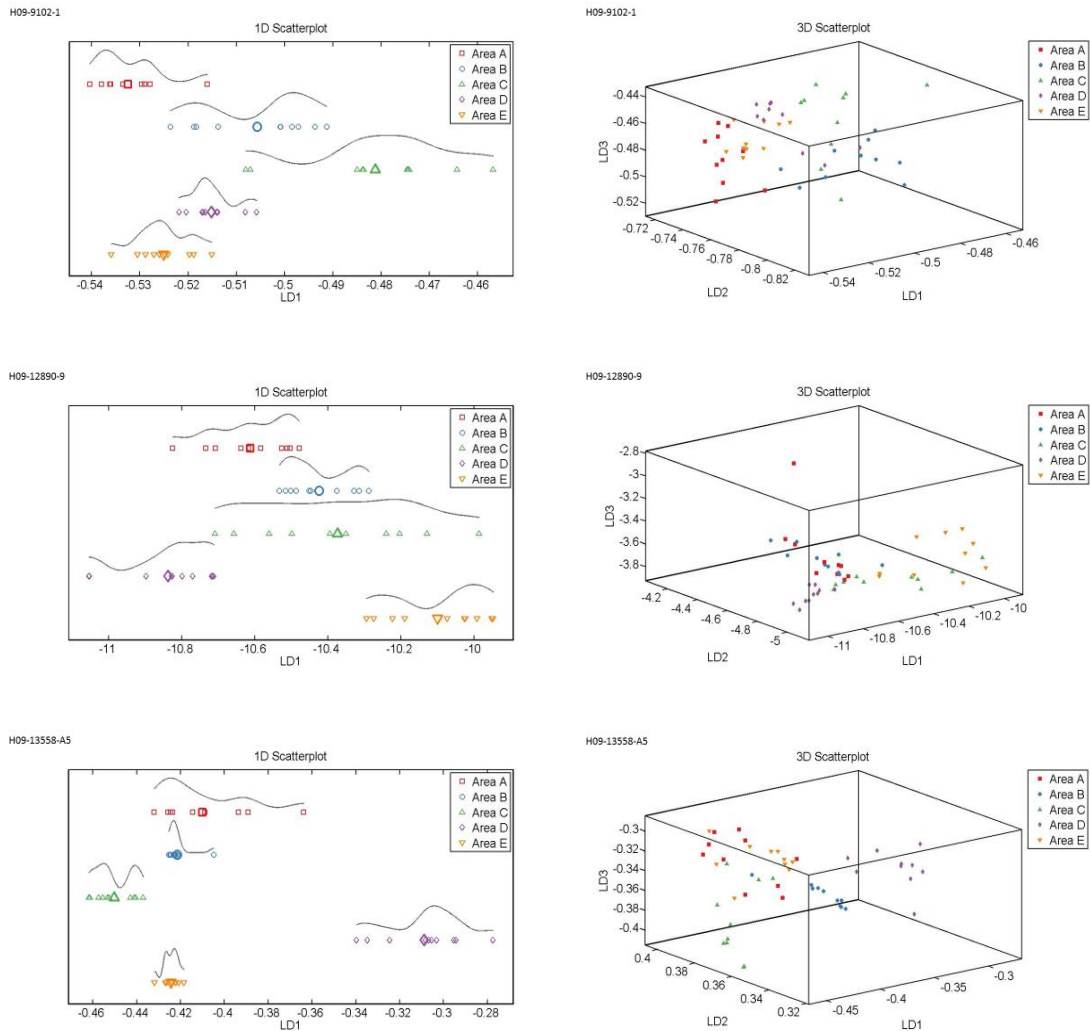 H09-9102-1
1D Scatterplot
Area A
Area B
Area C
Area D
Area E
-0.54 -0.53 -0.52 -0.51 -0.5 -0.49 -0.48 -0.47 -0.46
LD1
H09-9102-1
3D Scatterplot
Area A
Area B
Area C
Area D
Area E
-0.44
-0.46
-0.48
-0.5
-0.52
LD3
-0.72
-0.74
-0.76
-0.78
-0.8
-0.82
LD2
-0.54
-0.52
-0.5
-0.48
-0.46
LD1
H09-12890-9
1D Scatterplot
Area A
Area B
Area C
Area D
Area E
-11 -10.8 -10.6 -10.4 -10.2 -10
LD1
H09-12890-9
3D Scatterplot
Area A
Area B
Area C
Area D
Area E
-2.8
-3
-3.2
-3.4
-3.6
-3.8
LD3
-4.2
-4.4
-4.6
-4.8
-5
LD2
-11
-10.8
-10.6
-10.4
-10.2
-10
LD1
H09-13558-A5
1D Scatterplot
Area A
Area B
Area C
Area D
Area E
-0.46 -0.44 -0.42 -0.4 -0.38 -0.36 -0.34 -0.32 -0.3 -0.28
LD1
H09-13558-A5
3D Scatterplot
Area A
Area B
Area C
Area D
Area E
-0.3
-0.32
-0.34
-0.36
-0.38
-0.4
LD3
0.4
0.38
0.36
0.34
0.32
LD2
-0.45
-0.4
-0.35
-0.3
LD1